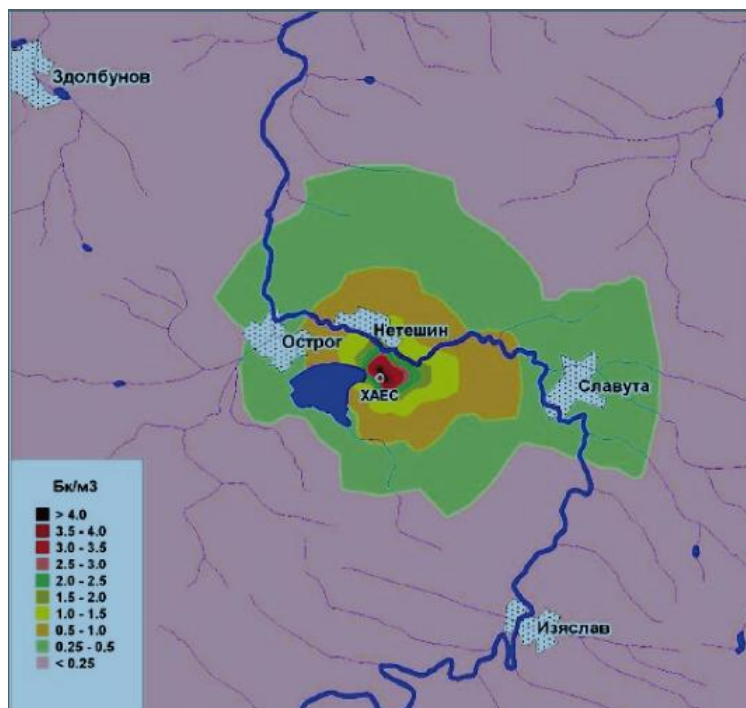 Здолбунов
Нетешин
Острог
ХАЕС
Славута
Изяслав
Бк/м3
> 4.0
3.5 - 4.0
3.0 - 3.5
2.5 - 3.0
2.0 - 2.5
1.5 - 2.0
1.0 - 1.5
0.5 - 1.0
0.25 - 0.5
< 0.25